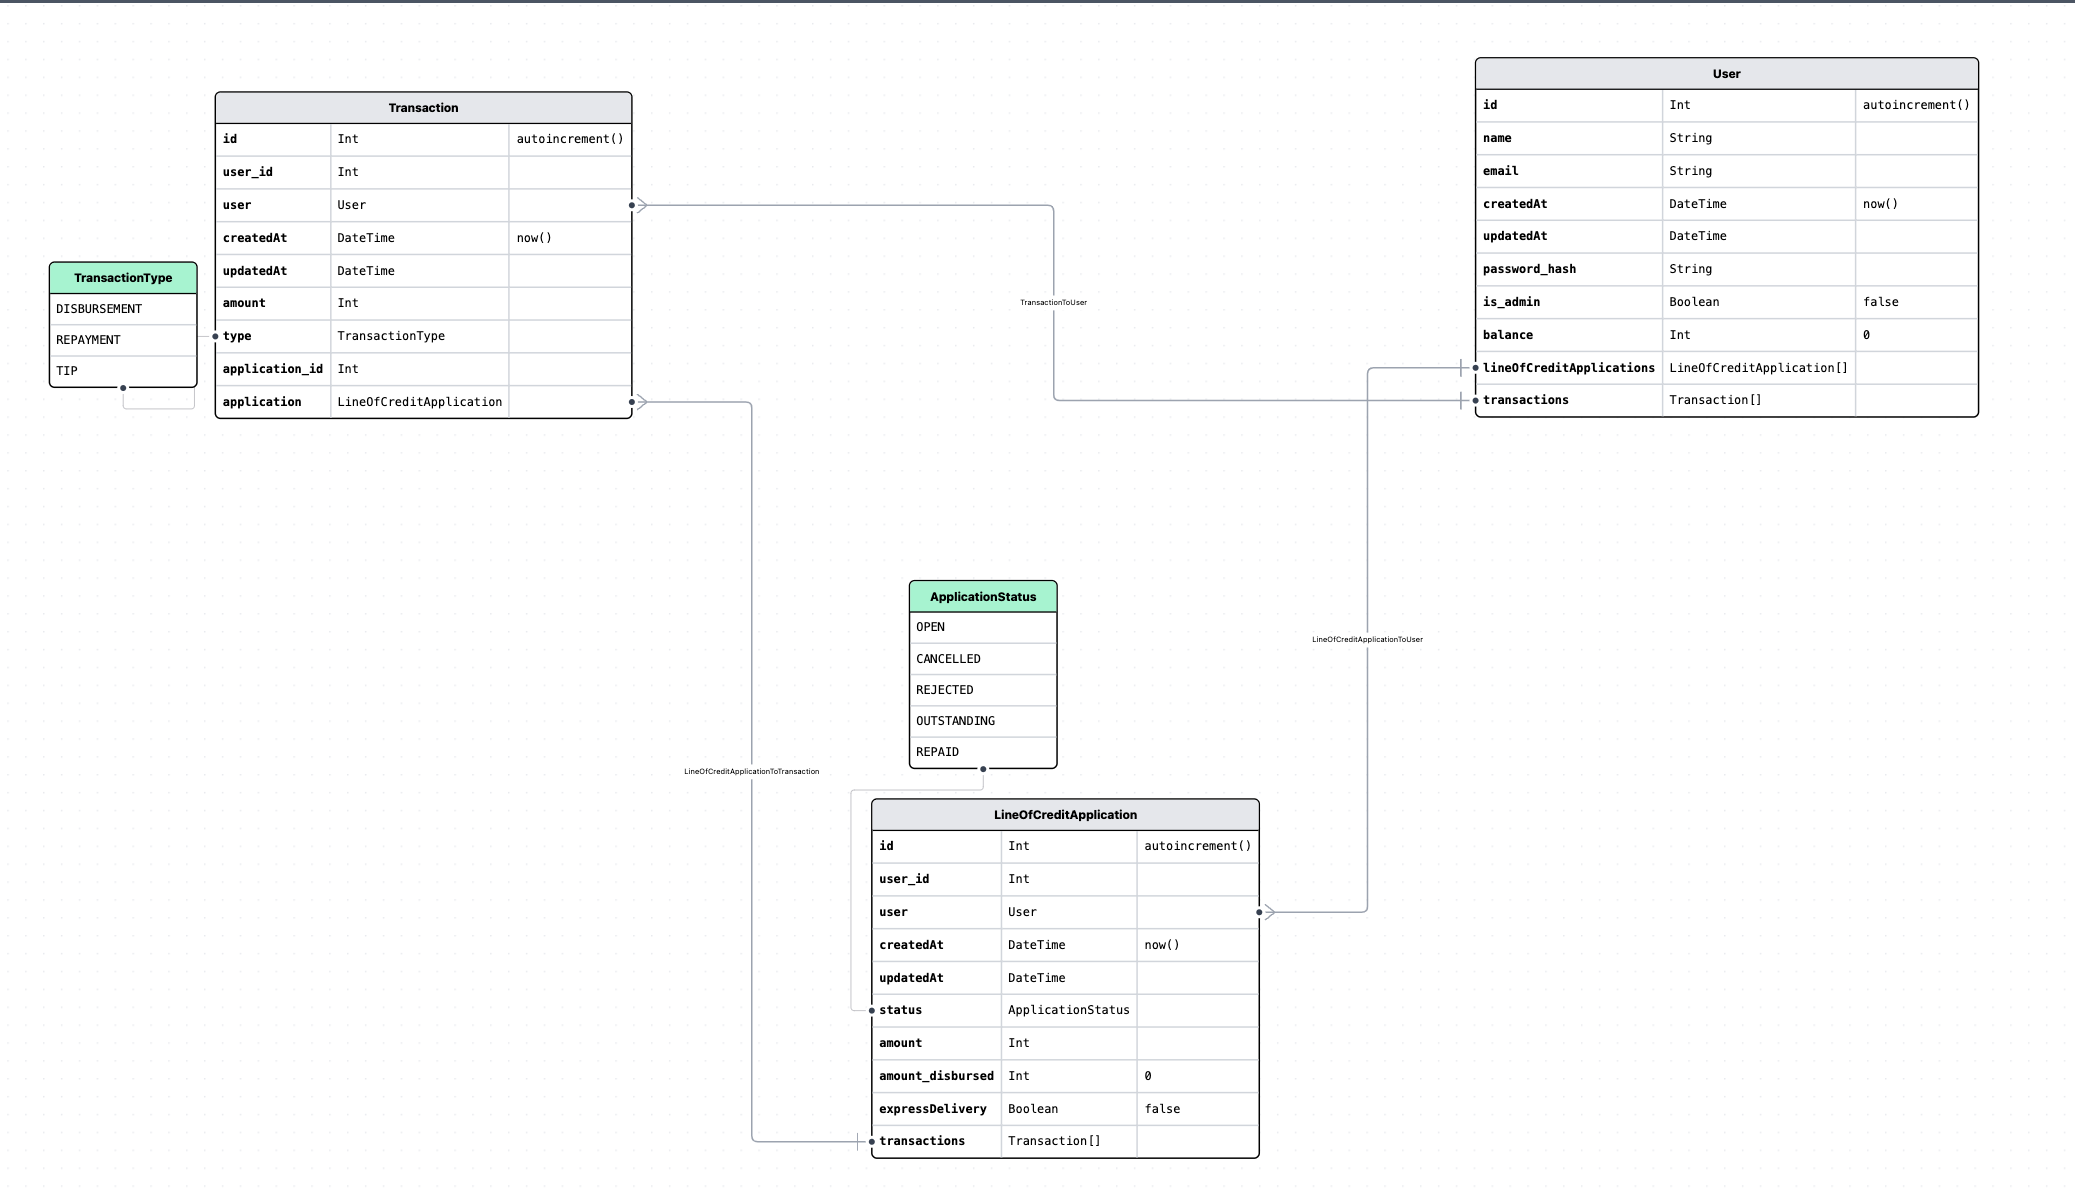 Transaction
id Int autoincrement()
user_id Int
user User
createdAt DateTime now()
updatedAt DateTime
amount Int
type TransactionType
application_id Int
application LineOfCreditApplication
TransactionType
DISBURSEMENT
REPAYMENT
TIP
User
id Int autoincrement()
name String
email String
createdAt DateTime now()
updatedAt DateTime
password_hash String
is_admin Boolean false
balance Int 0
lineOfCreditApplications LineOfCreditApplication[]
transactions Transaction[]
TransactionToUser
ApplicationStatus
OPEN
CANCELLED
REJECTED
OUTSTANDING
REPAID
LineOfCreditApplicationToUser
LineOfCreditApplicationToTransaction
LineOfCreditApplication
id Int autoincrement()
user_id Int
user User
createdAt DateTime now()
updatedAt DateTime
status ApplicationStatus
amount Int
amount_disbursed Int 0
expressDelivery Boolean false
transactions Transaction[]